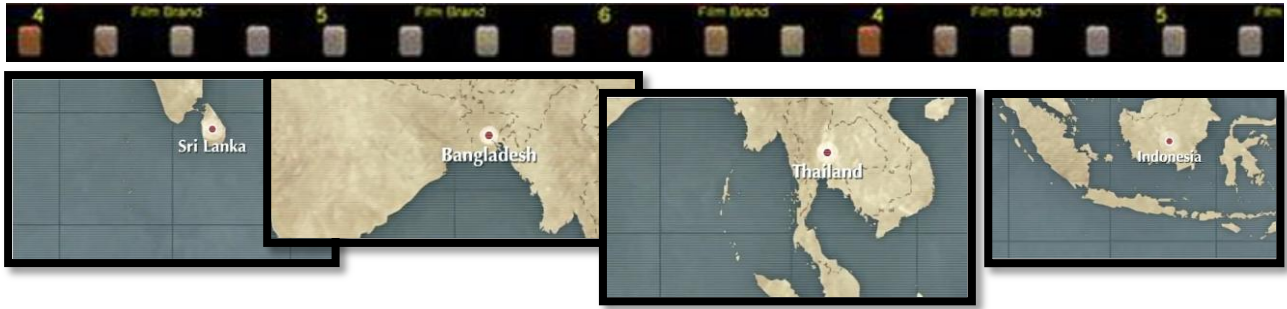 4 Film Brand 5 Film Brand 6 Film Brand 4 Film Brand 5 Film
Sri Lanka
Bangladesh
Thailand
Indonesia